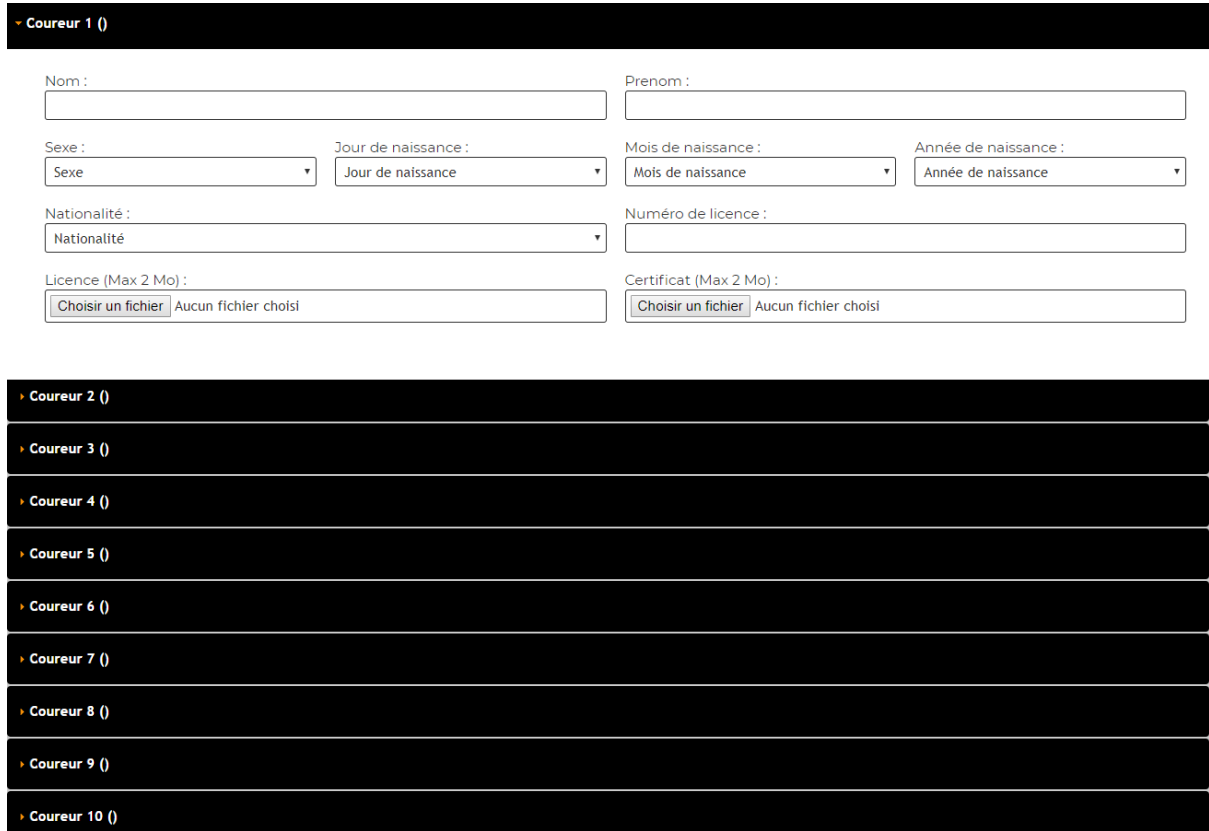 Coureur 1 ()
Nom :
Prenom :
Sexe :
Jour de naissance :
Mois de naissance :
Année de naissance :
Sexe
Jour de naissance
Mois de naissance
Année de naissance
Nationalité :
Numéro de licence :
Nationalité
Licence (Max 2 Mo) :
Certificat (Max 2 Mo) :
Choisir un fichier Aucun fichier choisi
Choisir un fichier Aucun fichier choisi
Coureur 2 ()
Coureur 3 ()
Coureur 4 ()
Coureur 5 ()
Coureur 6 ()
Coureur 7 ()
Coureur 8 ()
Coureur 9 ()
Coureur 10 ()